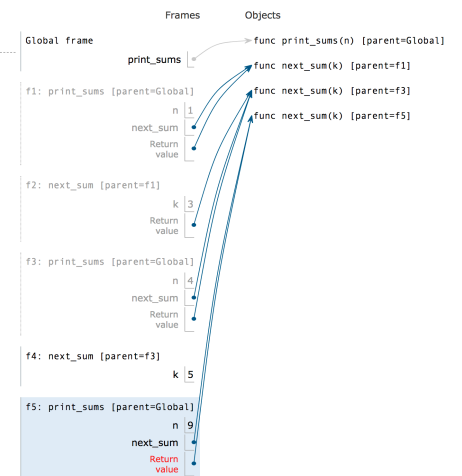 Frames Objects
Global frame
print_sums
func print_sums(n) [parent=Global]
func next_sum(k) [parent=f1]
func next_sum(k) [parent=f3]
func next_sum(k) [parent=f5]
f1: print_sums [parent=Global]
n 1
next_sum
Return
value
f2: next_sum [parent=f1]
k 3
Return
value
f3: print_sums [parent=Global]
n 4
next_sum
Return
value
f4: next_sum [parent=f3]
k 5
f5: print_sums [parent=Global]
n 9
next_sum
Return
value